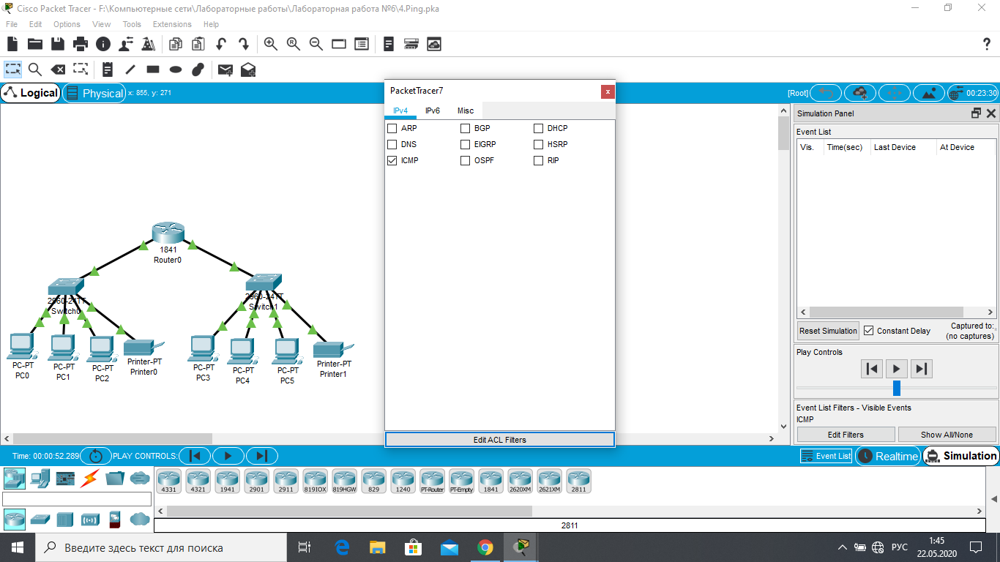 Cisco Packet Tracer - F:\Компьютерные сети\Лабораторные работы\Лабораторная работа №6\4.Ping.pka
File Edit Options View Tools Extensions Help
?
Logical Physical x: 855, y: 271 [Root] 00:23:30
PacketTracer7 x
IPv4 IPv6 Misc
ARP BGP DHCP
DNS EIGRP HSRP
ICMP OSPF RIP
Edit ACL Filters
Simulation Panel
Event List
Vis. Time(sec) Last Device At Device
Reset Simulation Constant Delay Captured to:
(no captures)
Play Controls
Event List Filters - Visible Events
ICMP
Edit Filters Show All/None
1841
Router0
2960-24TT
Switch0
2960-24TT
Switch1
PC-PT
PC0
PC-PT
PC1
PC-PT
PC2
Printer-PT
Printer0
PC-PT
PC3
PC-PT
PC4
PC-PT
PC5
Printer-PT
Printer1
Time: 00:00:52.289 PLAY CONTROLS: Event List Realtime Simulation
4331 4321 1941 2901 2911 819IOX 819HGW 829 1240 PT-Router PT-Empty 1841 2620XM 2621XM 2811
2811
Введите здесь текст для поиска
РУС
1:45
22.05.2020